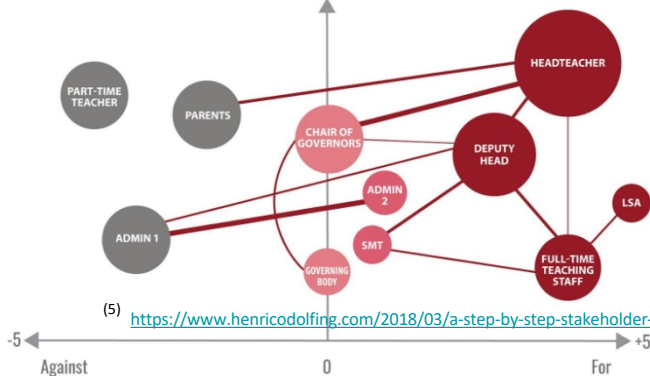 HEADTEACHER
PART-TIME
TEACHER
PARENTS
CHAIR OF
GOVERNORS
DEPUTY
HEAD
ADMIN
2
LSA
ADMIN 1
SMT
GOVERNING
BODY
FULL-TIME
TEACHING
STAFF
(5) https://www.henricodolfing.com/2018/03/a-step-by-step-stakeholder-
-5 +5
Against 0 For